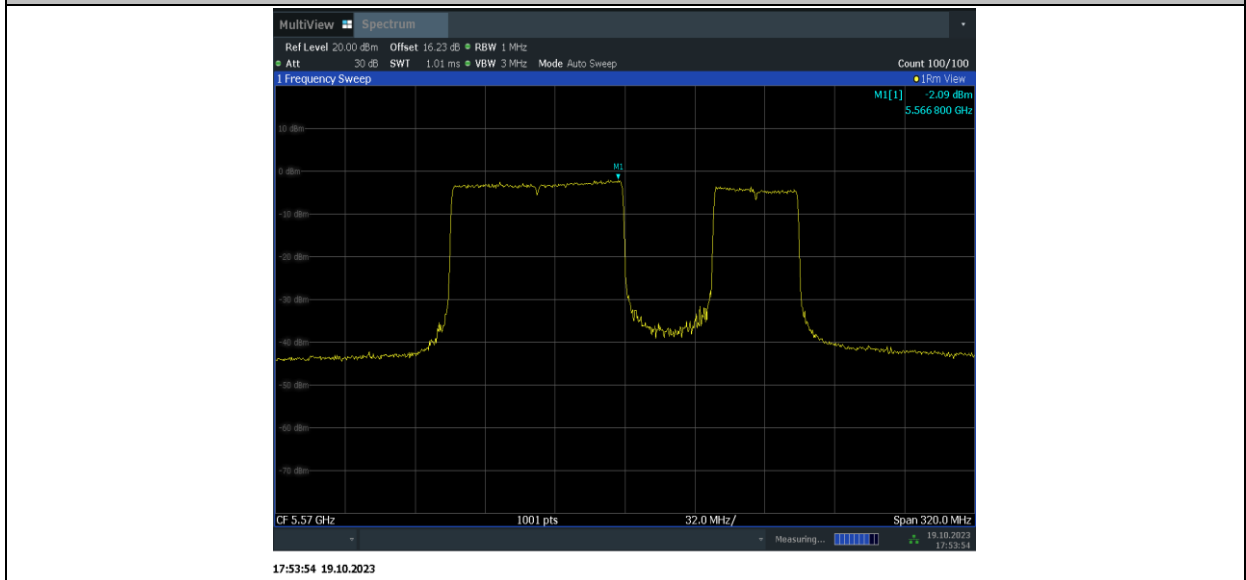 MultiView Spectrum
Ref Level 20.00 dBm Offset 16.23 dB RBW 1 MHz
Att 30 dB SWT 1.01 ms VBW 3 MHz Mode Auto Sweep Count 100/100
1 Frequency Sweep 1Rm View
M1[1] -2.09 dBm
5.566 800 GHz
10 dBm
M1
0 dBm
-10 dBm
-20 dBm
-30 dBm
-40 dBm
-50 dBm
-60 dBm
-70 dBm
CF 5.57 GHz 1001 pts 32.0 MHz/ Span 320.0 MHz
Measuring... 19.10.2023
17:53:54
17:53:54 19.10.2023